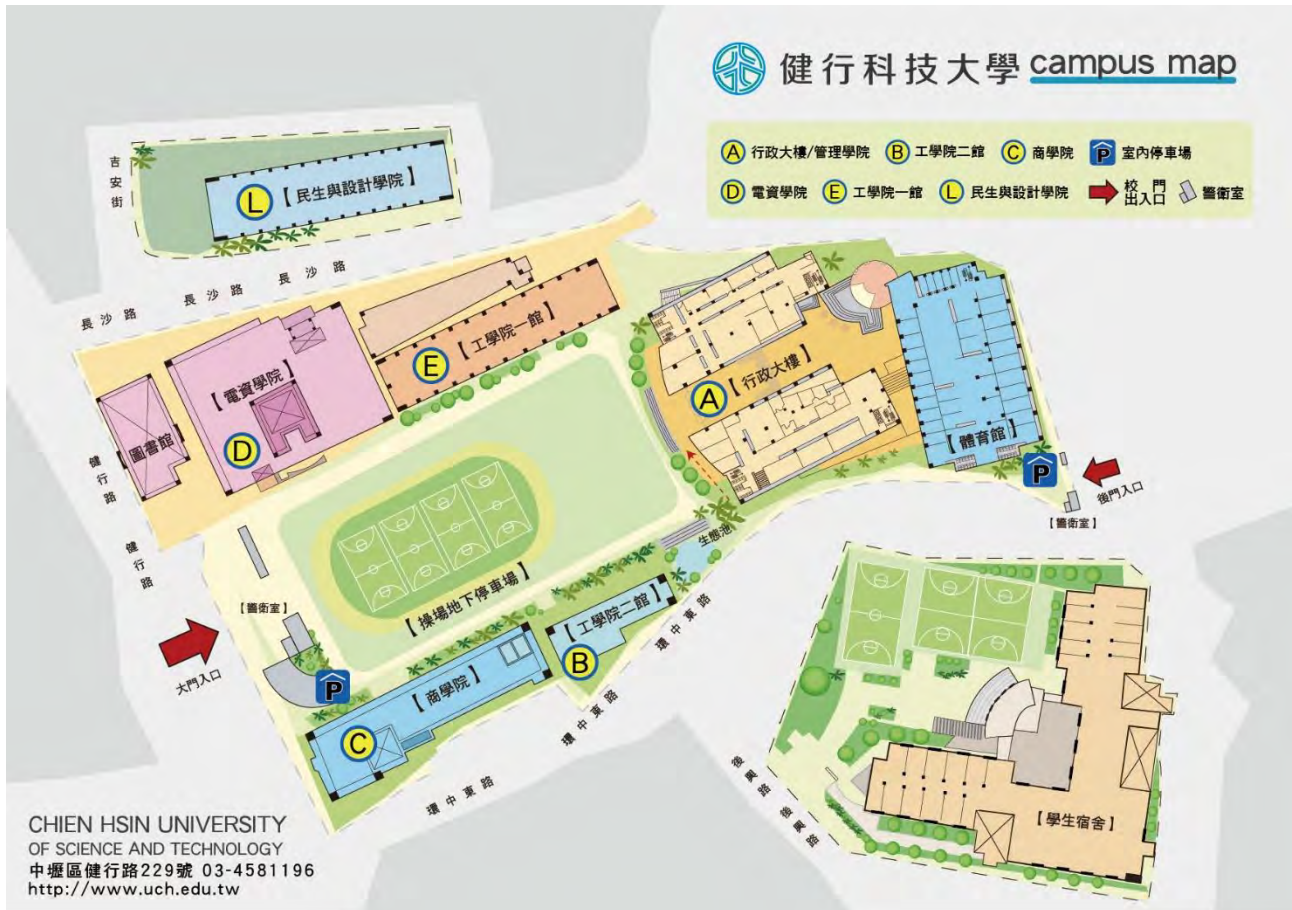 健行科技大學 campus map
A 行政大樓/管理學院 B 工學院二館 C 商學院 P 室內停車場
D 電資學院 E 工學院一館 L 民生與設計學院 校門出入口 警衛室
吉安街
L 【民生與設計學院】
長沙路 長沙路 長沙路
E 【工學院一館】
【電資學院】
D
圖書館
健行路
健行路
A 【行政大樓】
【體育館】
P
後門入口
【警衛室】
生態池
【操場地下停車場】
【警衛室】
大門入口
P
【工學院二館】
B
【商學院】
C
環中東路
環中東路
環中東路
後興路 後興路
【學生宿舍】
CHIEN HSIN UNIVERSITY
OF SCIENCE AND TECHNOLOGY
中壢區健行路229號 03-4581196
http://www.uch.edu.tw